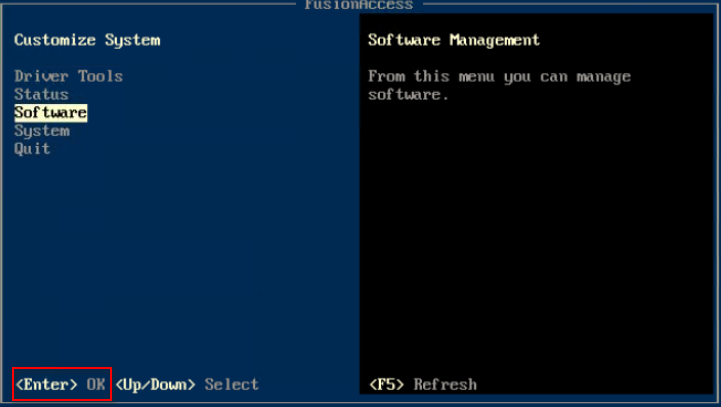 FusionAccess
Customize System
Driver Tools
Status
Software
System
Quit
<Enter> OK <Up/Down> Select
Software Management
From this menu you can manage
software.
<F5> Refresh